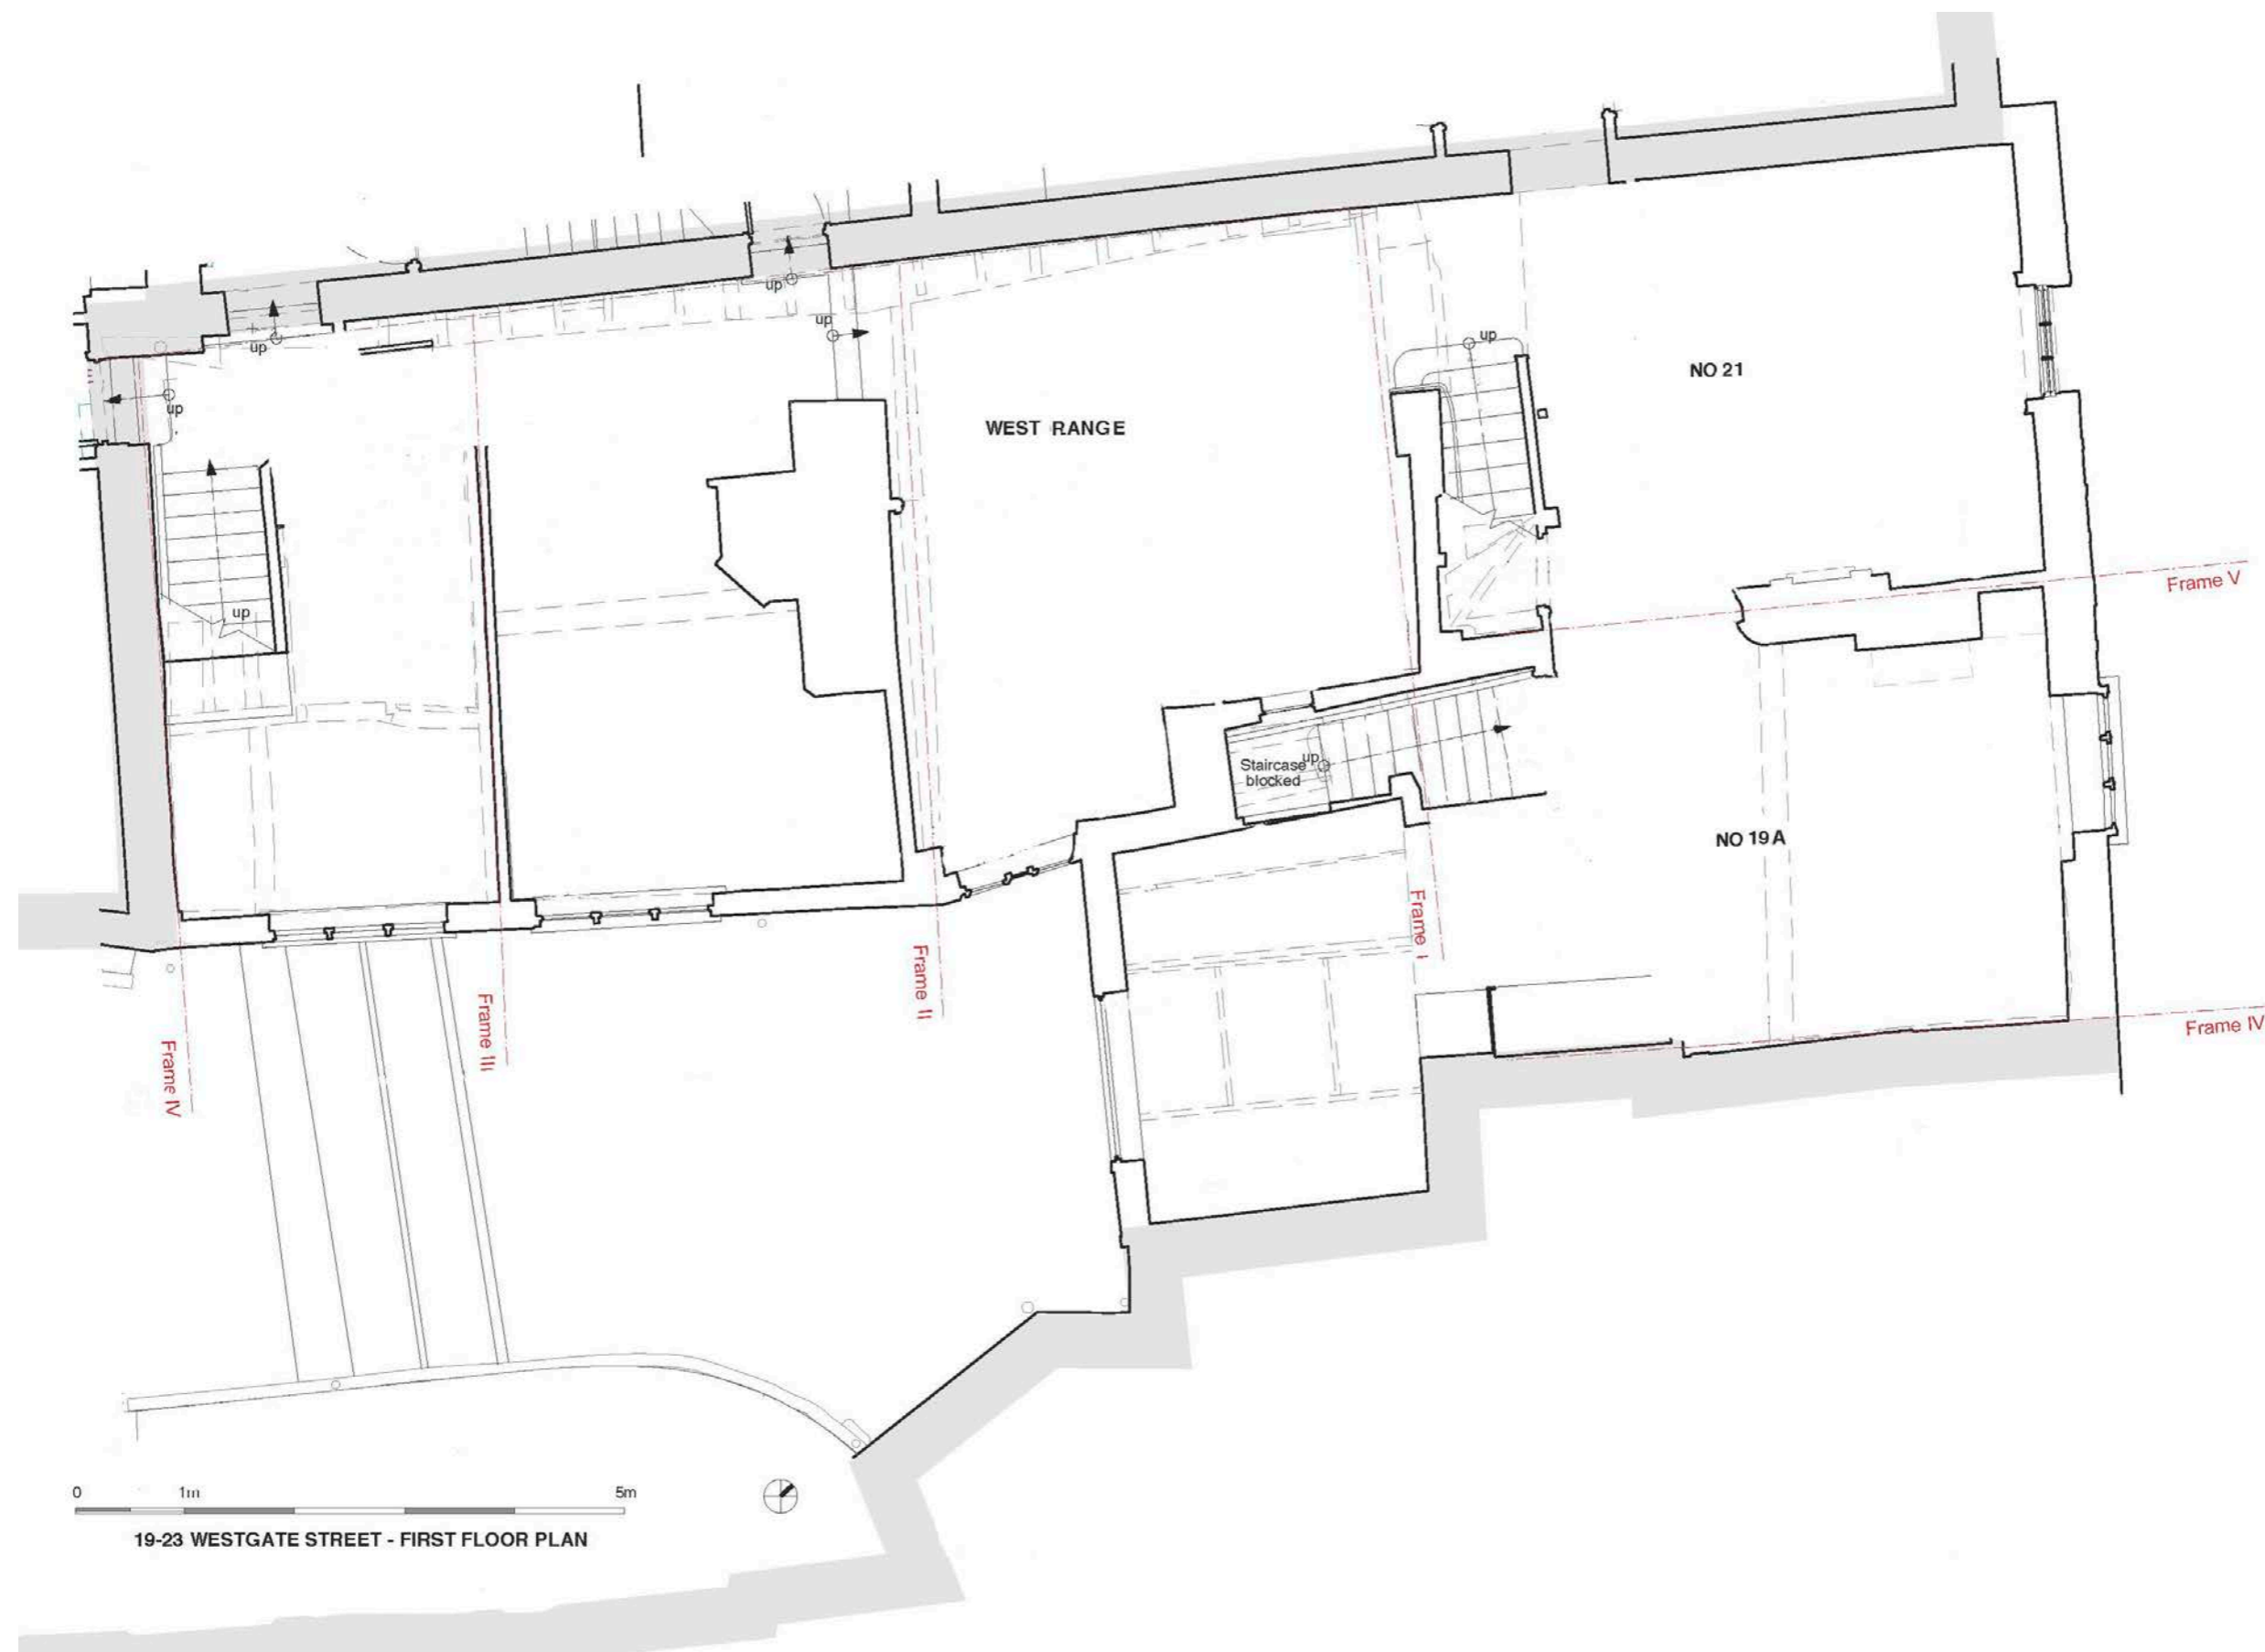 up
up
up
up
up
up
NO 21
WEST RANGE
Frame V
Staircase
blocked
up
NO 19A
Frame I
Frame II
Frame III
Frame IV
Frame IV
0 1m 5m
19-23 WESTGATE STREET - FIRST FLOOR PLAN